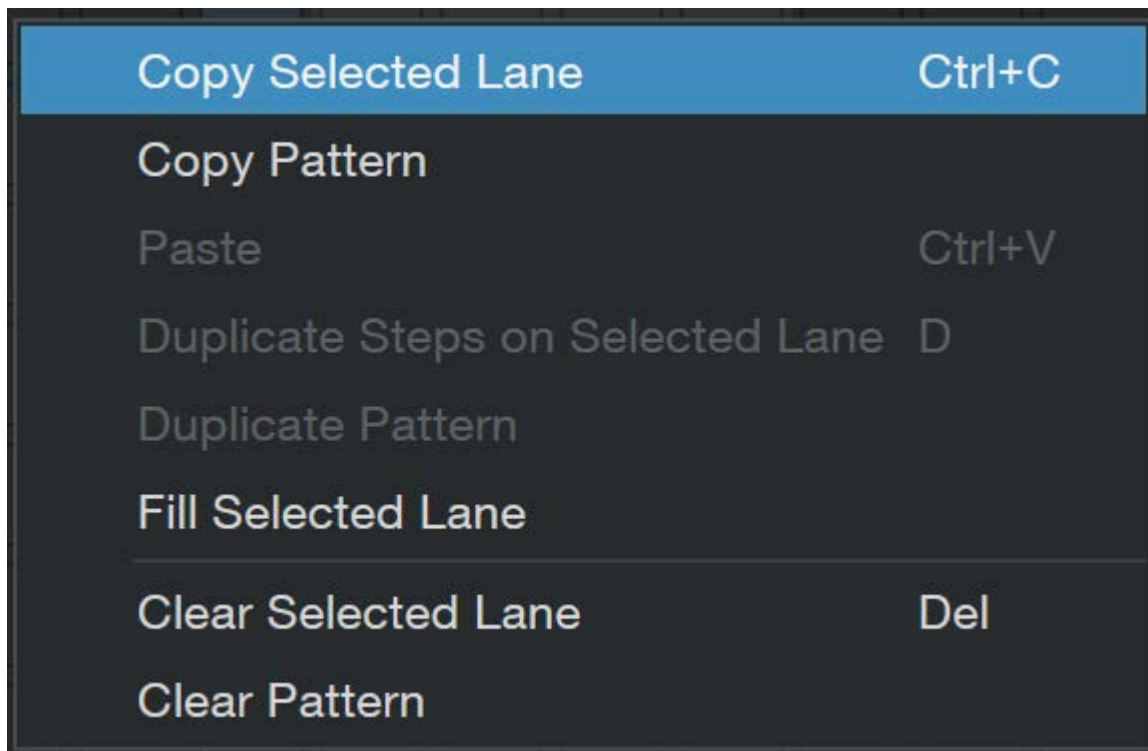 Copy Selected Lane Ctrl+C
Copy Pattern
Paste Ctrl+V
Duplicate Steps on Selected Lane D
Duplicate Pattern
Fill Selected Lane
Clear Selected Lane Del
Clear Pattern